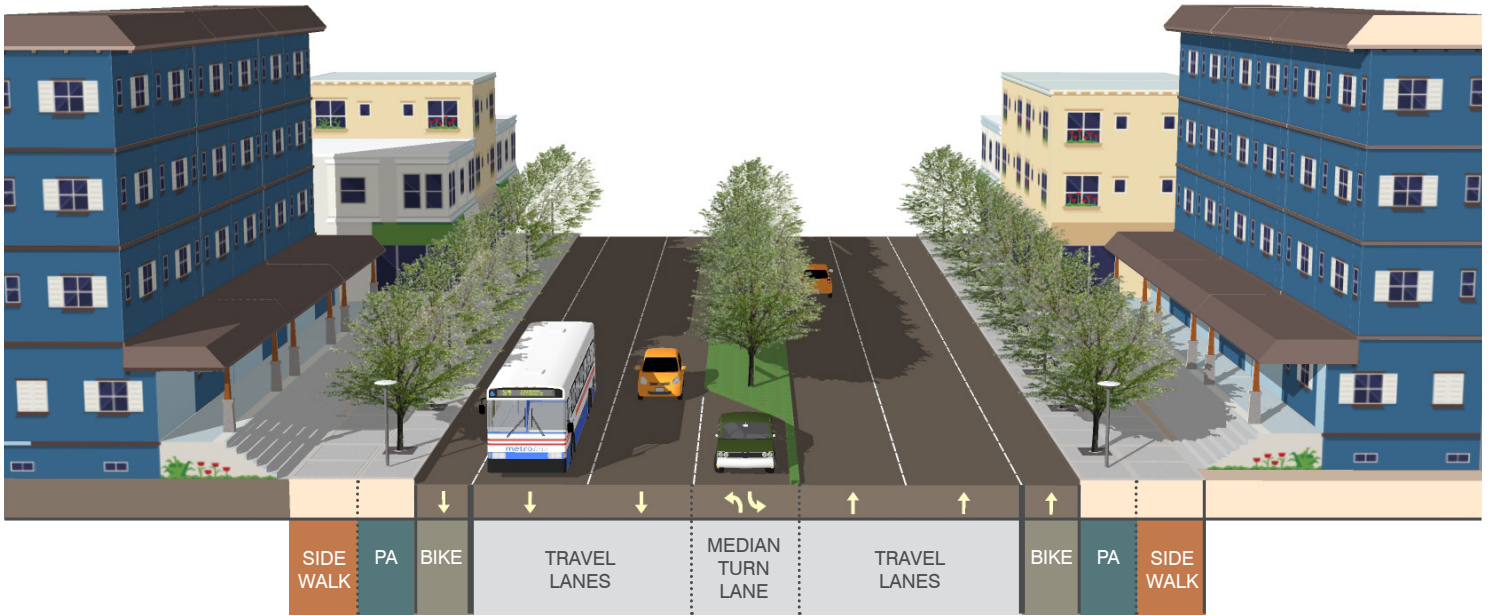 metro
SIDE
WALK
PA
BIKE
TRAVEL
LANES
MEDIAN
TURN
LANE
TRAVEL
LANES
BIKE
PA
SIDE
WALK